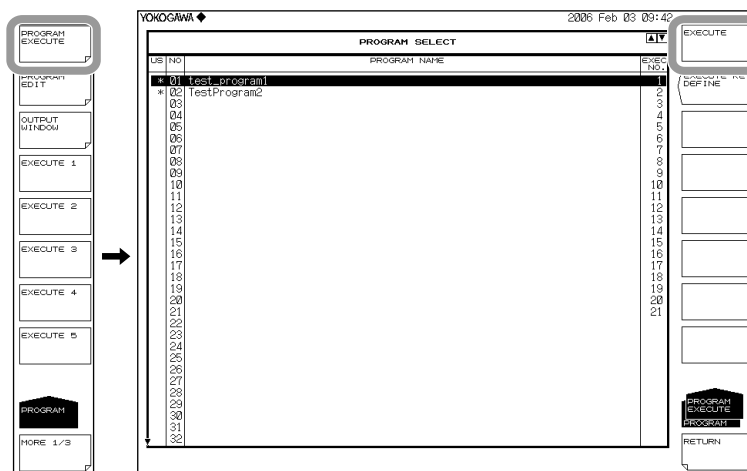 PROGRAM
EXECUTE
PROGRAM
EDIT
OUTPUT
WINDOW
EXECUTE 1
EXECUTE 2
EXECUTE 3
EXECUTE 4
EXECUTE 5
PROGRAM
MORE 1/3
YOKOGAWA 2006 Feb 03 09:42
PROGRAM SELECT
US NO PROGRAM NAME EXEC NO.
* 01 test_program1 1
* 02 TestProgram2 2
03 3
04 4
05 5
06 6
07 7
08 8
09 9
10 10
11 11
12 12
13 13
14 14
15 15
16 16
17 17
18 18
19 19
20 20
21 21
22
23
24
25
26
27
28
29
30
31
32
EXECUTE
EXECUTE RE
DEFINE
PROGRAM
EXECUTE
PROGRAM
RETURN